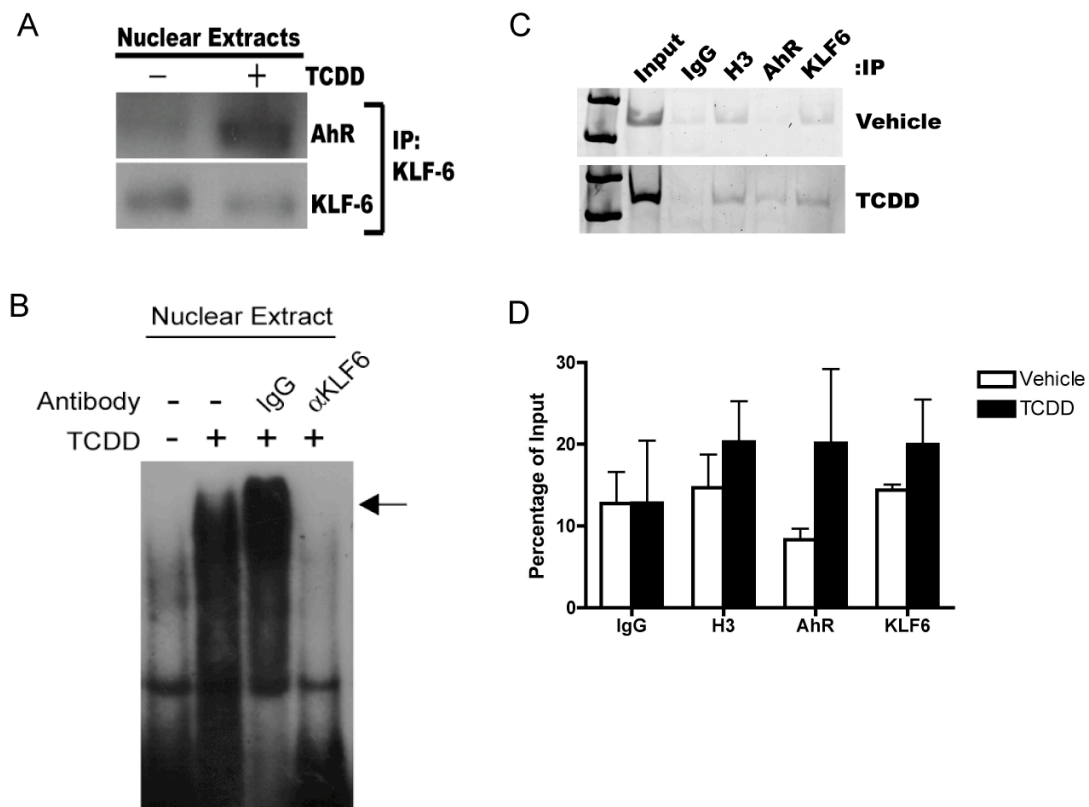 A
Nuclear Extracts
– + TCDD
AhR
KLF-6
IP:
KLF-6
B
Nuclear Extract
Antibody - - IgG αKLF6
TCDD - + + +
C
Input IgG H3 AhR KLF6 :IP
Vehicle
TCDD
D
Percentage of Input
30
20
10
0
IgG H3 AhR KLF6
Vehicle
TCDD